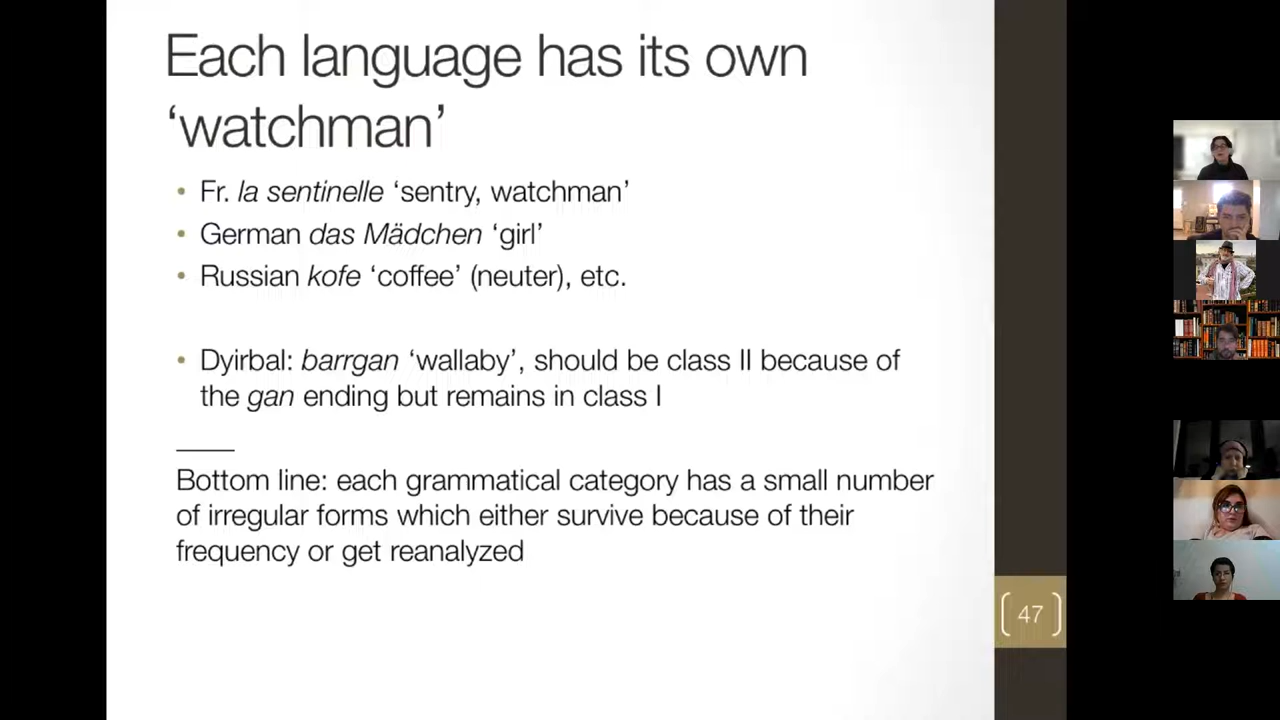 Each language has its own
‘watchman’
• Fr. la sentinelle ‘sentry, watchman’
• German das Mädchen ‘girl’
• Russian kofe ‘coffee’ (neuter), etc.
• Dyirbal: barrgan ‘wallaby’, should be class II because of
the gan ending but remains in class I
Bottom line: each grammatical category has a small number
of irregular forms which either survive because of their
frequency or get reanalyzed
47